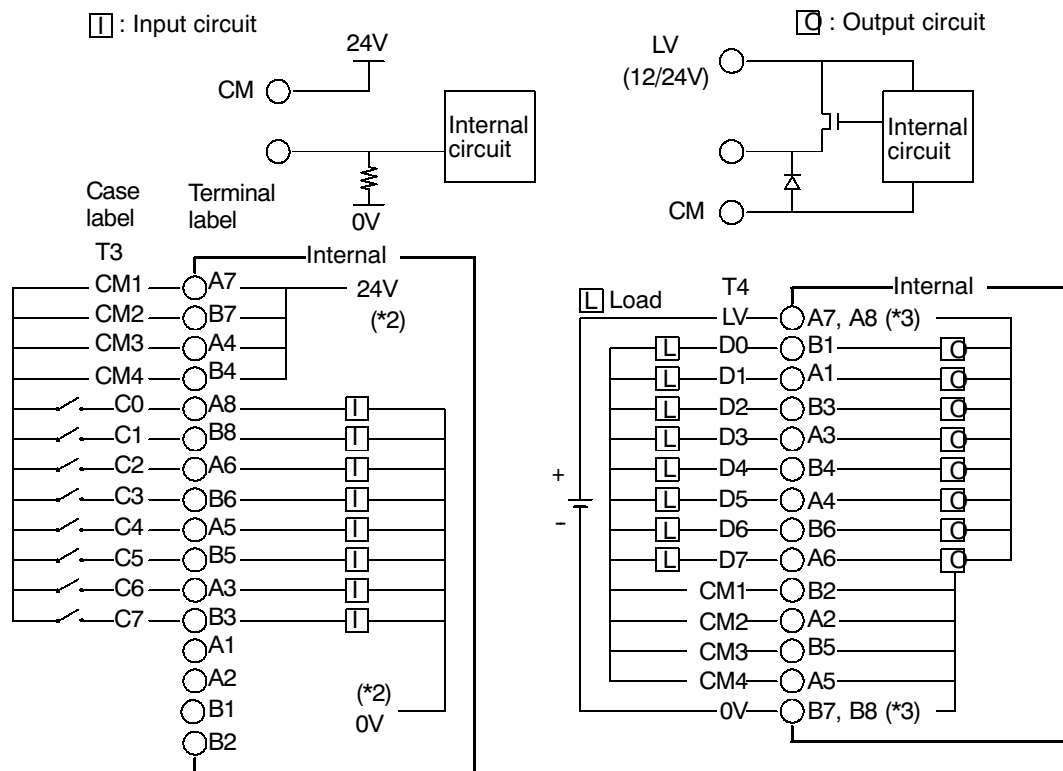 I : Input circuit
24V
CM
Internal
circuit
0V
O : Output circuit
LV
(12/24V)
Internal
circuit
CM
Case
label
Terminal
label
T3
Internal
CM1 A7 24V
CM2 B7 (*2)
CM3 A4
CM4 B4
C0 A8 I
C1 B8 I
C2 A6 I
C3 B6 I
C4 A5 I
C5 B5 I
C6 A3 I
C7 B3 I
A1
A2
B1 (*2)
0V
B2
L Load
T4
Internal
LV A7, A8 (*3)
L D0 B1 O
L D1 A1 O
L D2 B3 O
L D3 A3 O
L D4 B4 O
+
L D5 A4 O
-
L D6 B6 O
L D7 A6 O
CM1 B2
CM2 A2
CM3 B5
CM4 A5
0V B7, B8 (*3)